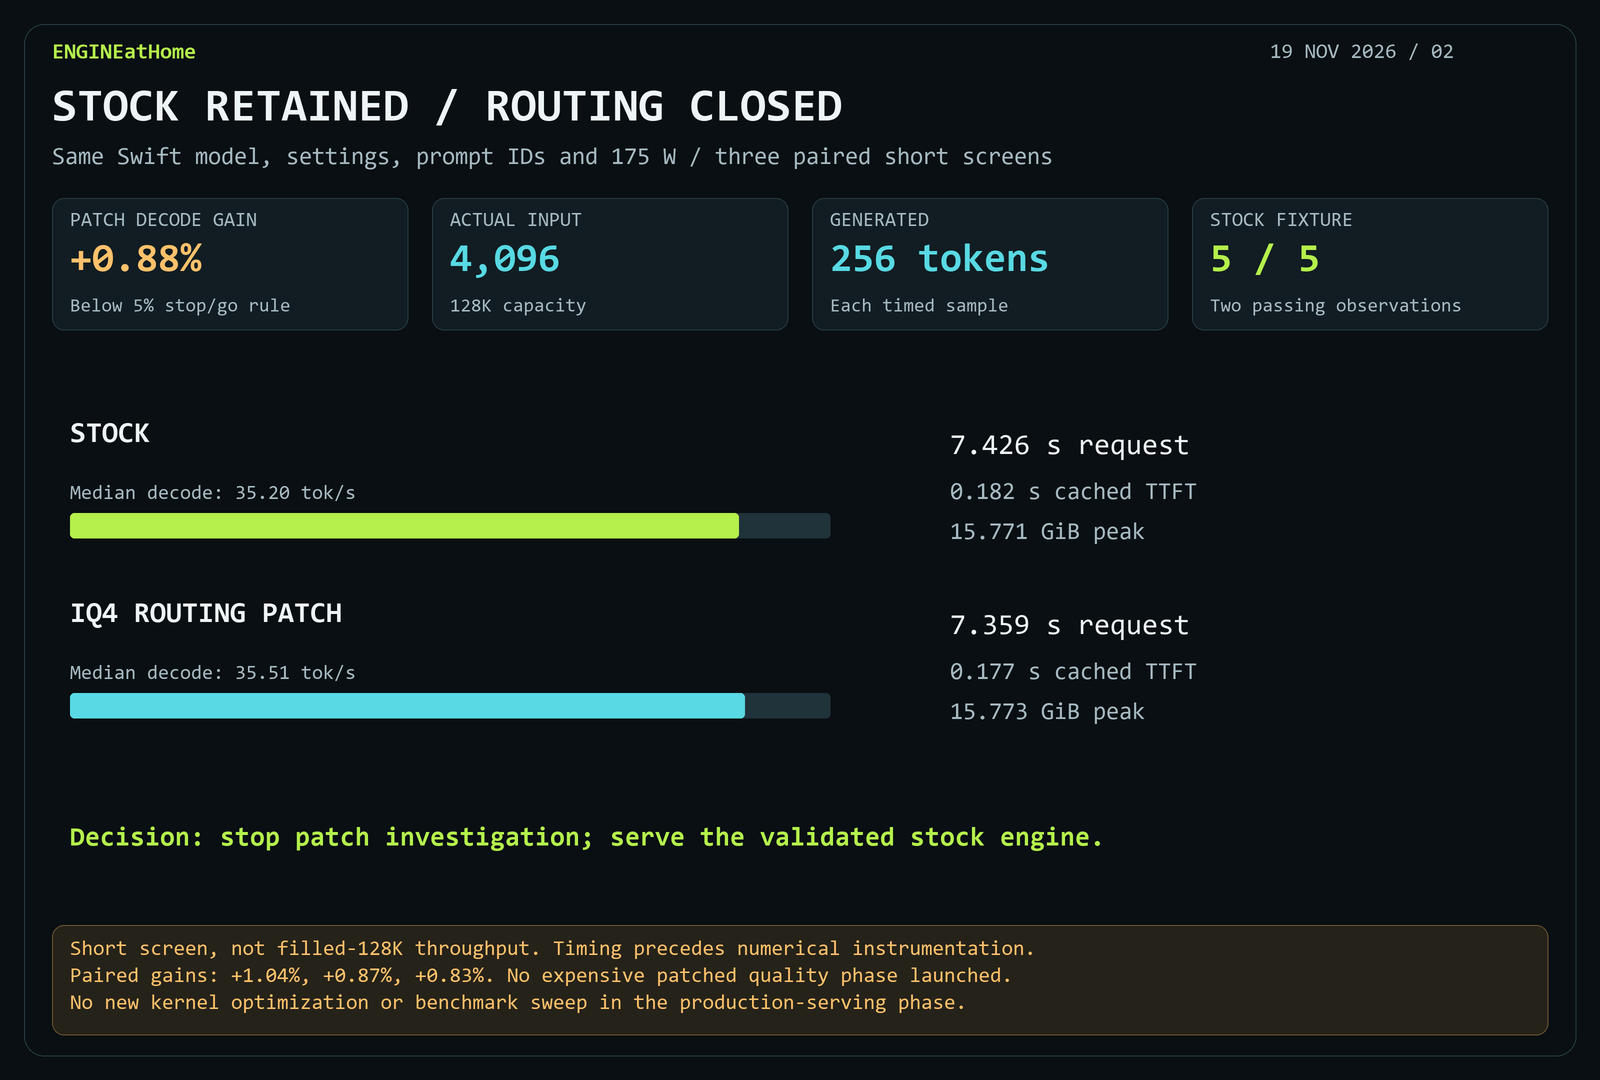 ENGINEatHome
19 NOV 2026 / 02
STOCK RETAINED / ROUTING CLOSED
Same Swift model, settings, prompt IDs and 175 W / three paired short screens
PATCH DECODE GAIN
+0.88%
Below 5% stop/go rule
ACTUAL INPUT
4,096
128K capacity
GENERATED
256 tokens
Each timed sample
STOCK FIXTURE
5 / 5
Two passing observations
STOCK
Median decode: 35.20 tok/s
7.426 s request
0.182 s cached TTFT
15.771 GiB peak
IQ4 ROUTING PATCH
Median decode: 35.51 tok/s
7.359 s request
0.177 s cached TTFT
15.773 GiB peak
Decision: stop patch investigation; serve the validated stock engine.
Short screen, not filled-128K throughput. Timing precedes numerical instrumentation.
Paired gains: +1.04%, +0.87%, +0.83%. No expensive patched quality phase launched.
No new kernel optimization or benchmark sweep in the production-serving phase.